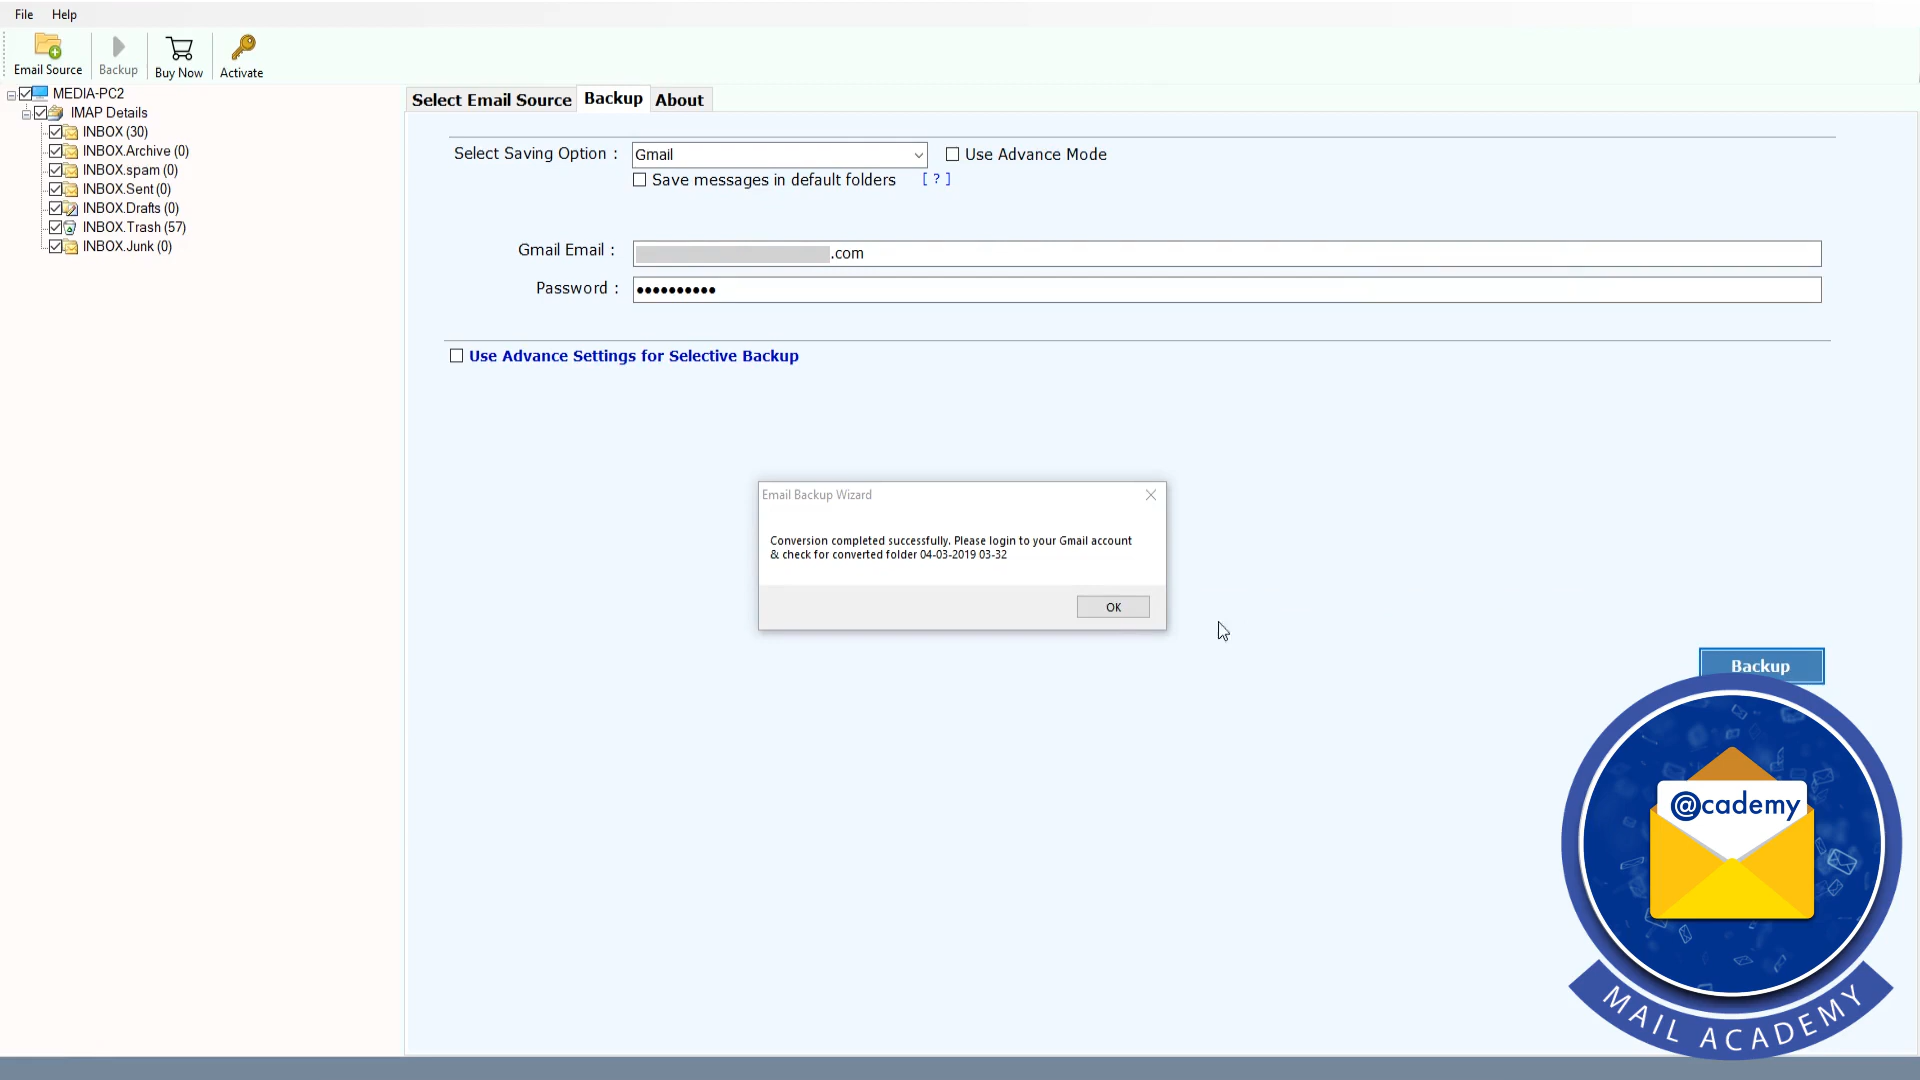 File Help
Email Source Backup Buy Now Activate
MEDIA-PC2
IMAP Details
INBOX (30)
INBOX.Archive (0)
INBOX.spam (0)
INBOX.Sent (0)
INBOX.Drafts (0)
INBOX.Trash (57)
INBOX.Junk (0)
Select Email Source Backup About
Select Saving Option : Gmail Use Advance Mode
Save messages in default folders [ ? ]
Gmail Email : .com
Password : ••••••••••
Use Advance Settings for Selective Backup
Email Backup Wizard
Conversion completed successfully. Please login to your Gmail account
& check for converted folder 04-03-2019 03-32
OK
Backup
@cademy
MAIL ACADEMY